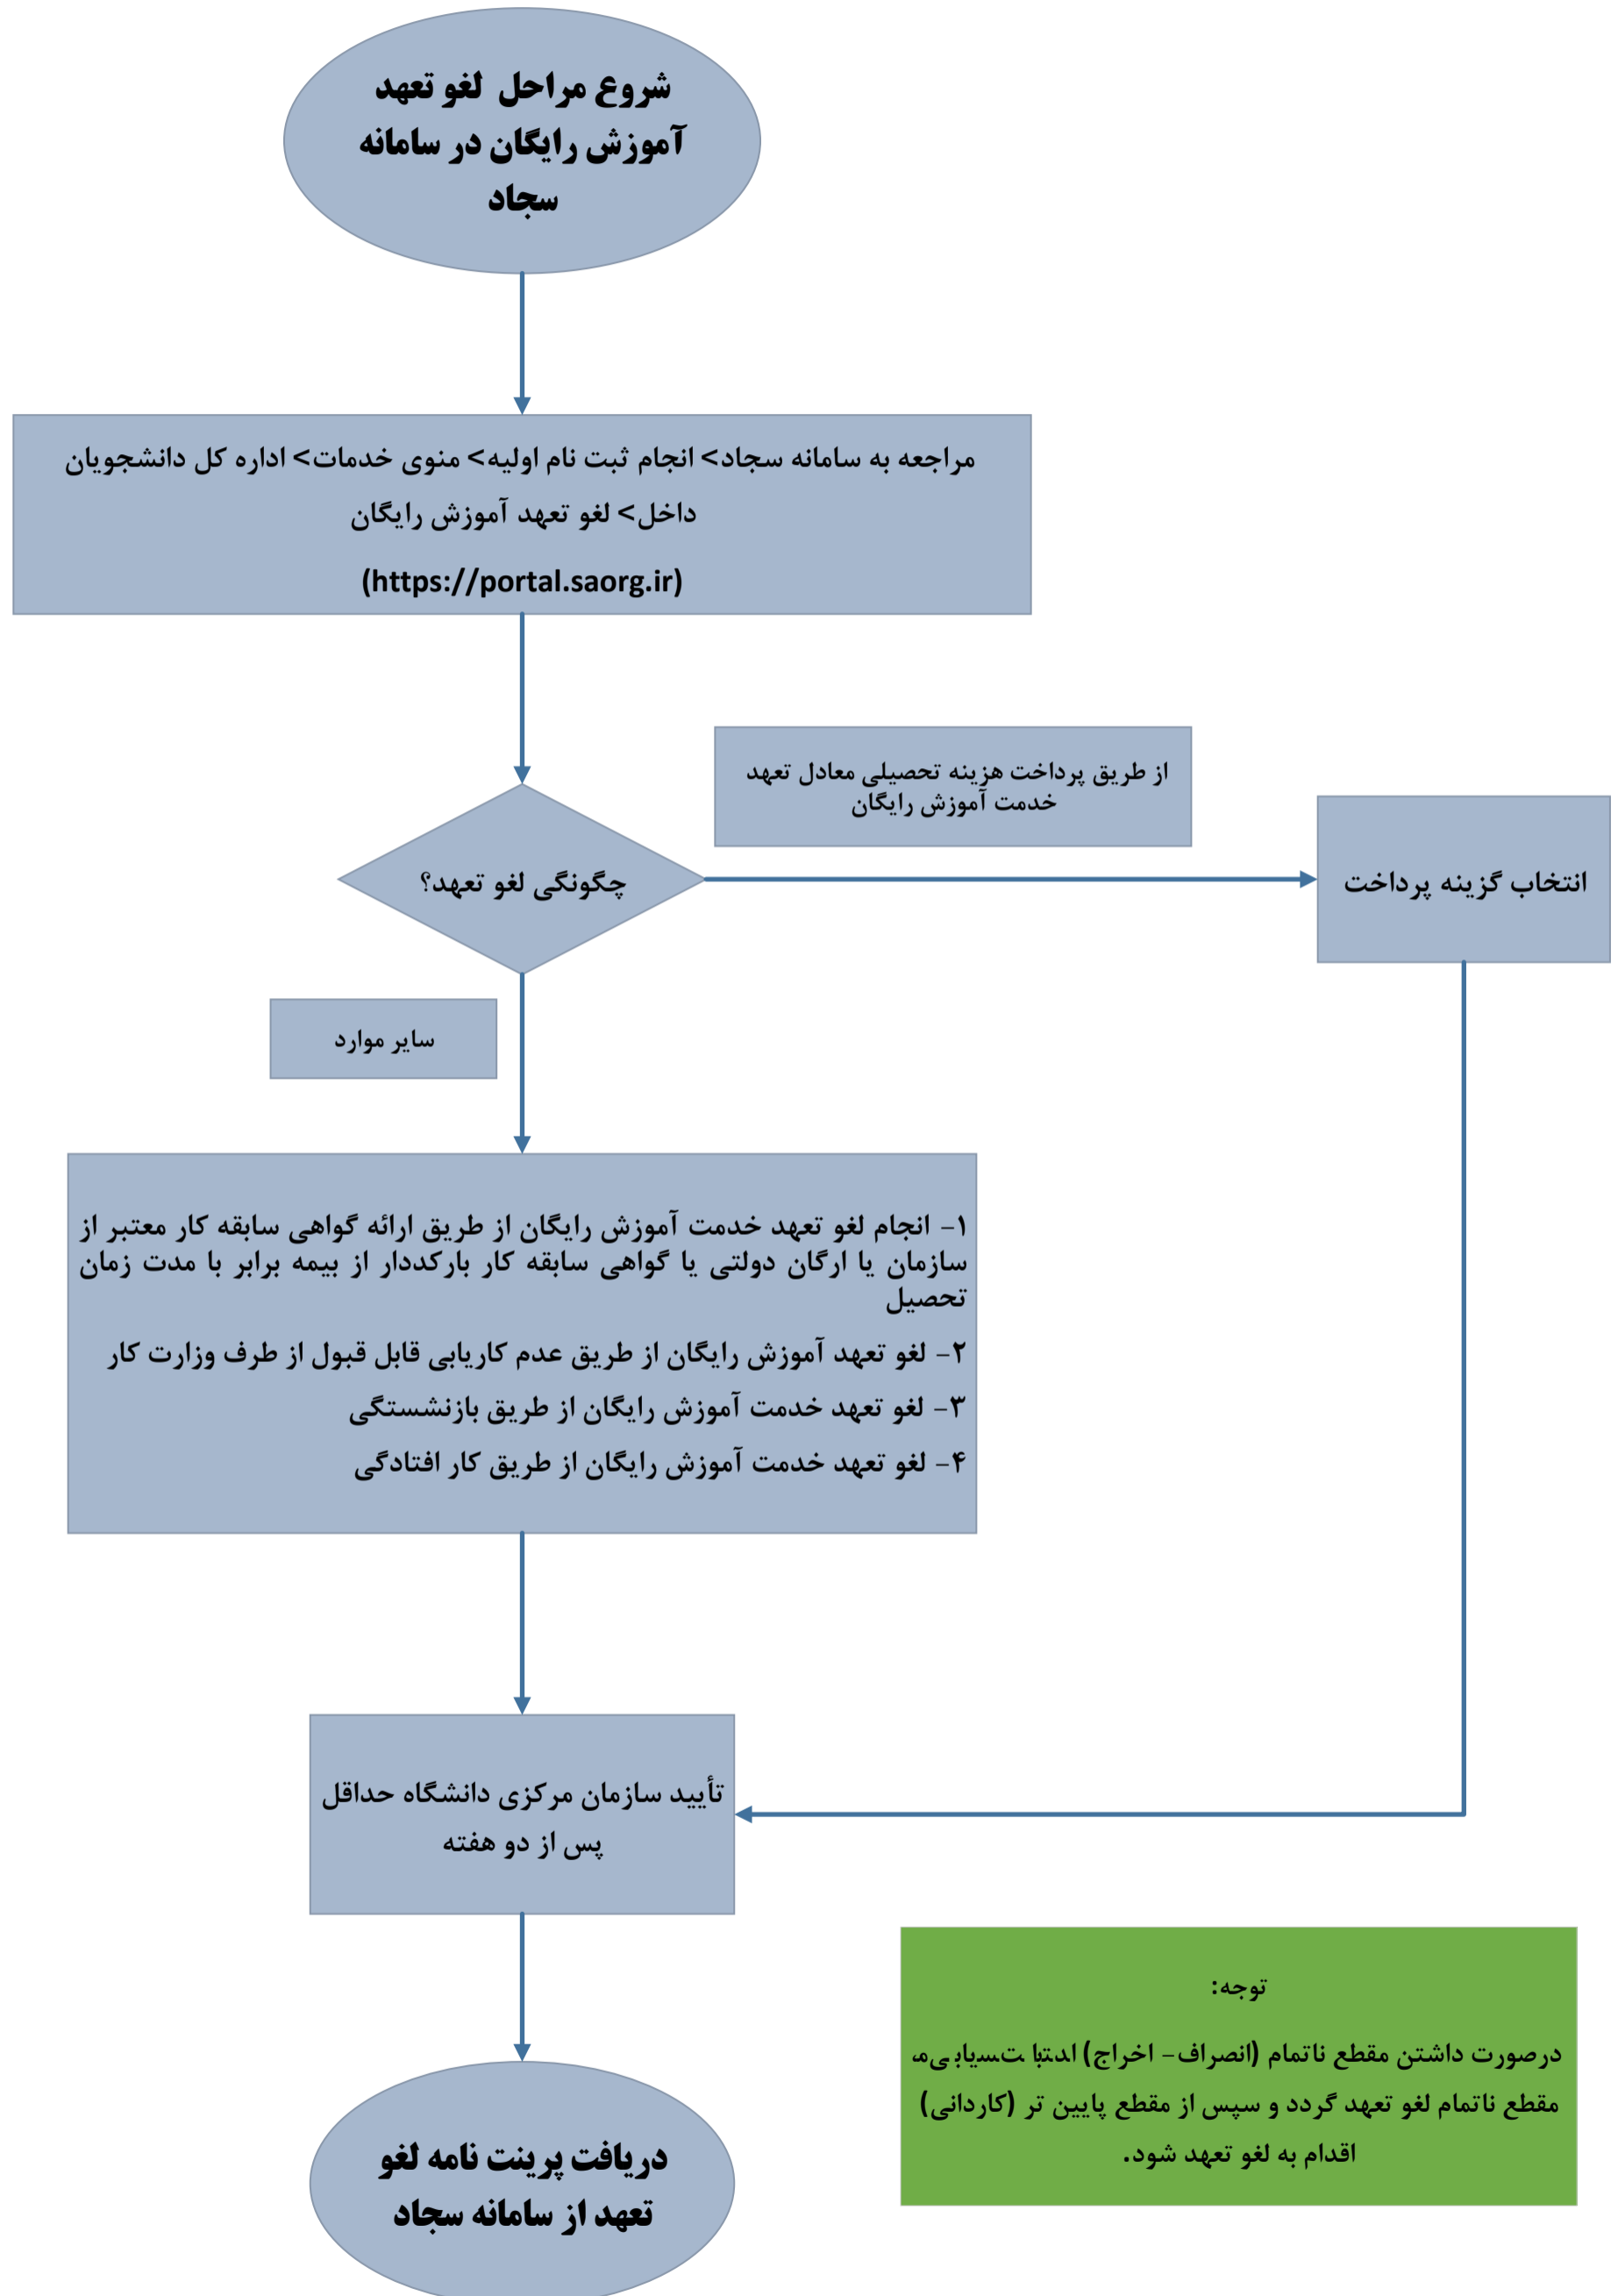 شروع مراحل لغو تعهد
آموزش رایگان در سامانه
سجاد
مراجعه به سامانه سجاد> انجام ثبت نام اولیه> منوی خدمات> اداره کل دانشجویان
داخل> لغو تعهد آموزش رایگان
(https://portal.saorg.ir)
از طریق پرداخت هزینه تحصیلی معادل تعهد
خدمت آموزش رایگان
چگونگی لغو تعهد؟
انتخاب گزینه پرداخت
سایر موارد
۱- انجام لغو تعهد خدمت آموزش رایگان از طریق ارائه گواهی سابقه کار معتبر از
سازمان یا ارگان دولتی یا گواهی سابقه کار بارکددار از بیمه برابر با مدت زمان
تحصیل
۲- لغو تعهد آموزش رایگان از طریق عدم کاریابی قابل قبول از طرف وزارت کار
۳- لغو تعهد خدمت آموزش رایگان از طریق بازنشستگی
۴- لغو تعهد خدمت آموزش رایگان از طریق کار افتادگی
تأیید سازمان مرکزی دانشگاه حداقل
پس از دو هفته
توجه:
درصورت داشتن مقطع ناتمام (انصراف- اخراج)
مقطع ناتمام لغو تعهد گردد و سپس از مقطع پایین تر (کاردانی)
اقدام به لغو تعهد شود.
دریافت پرینت نامه لغو
تعهد از سامانه سجاد